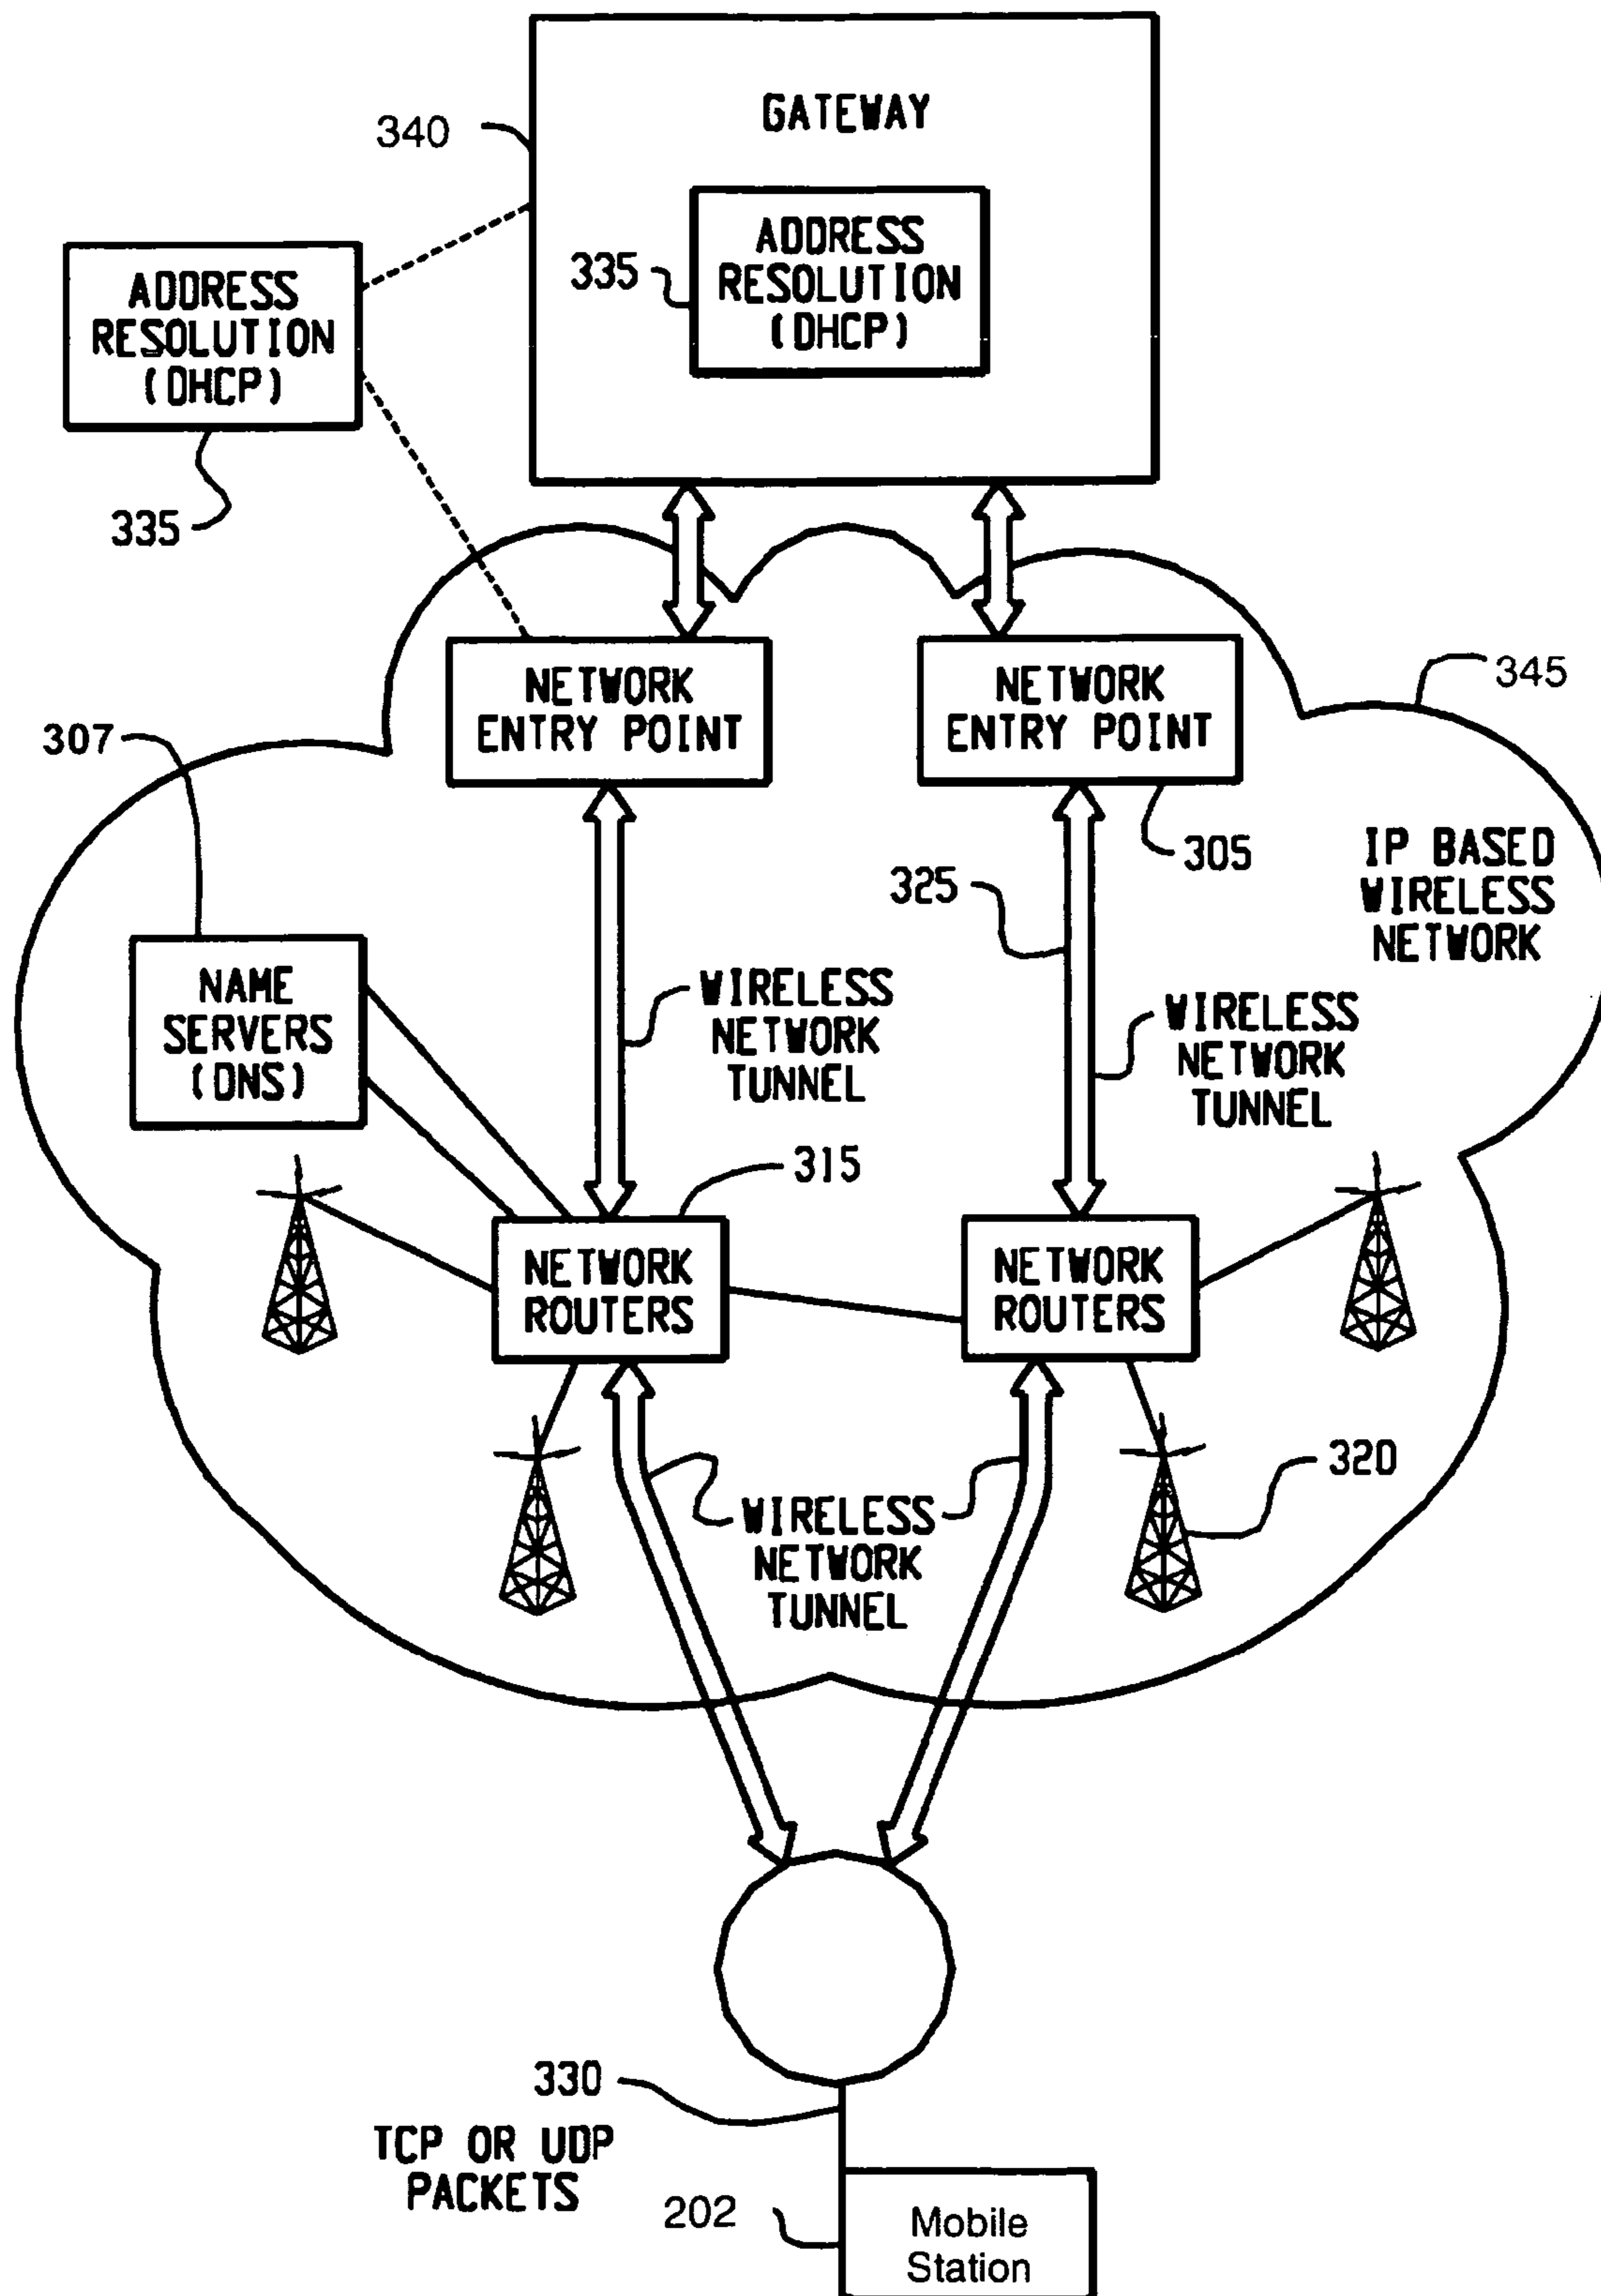 GATEWAY
340
ADDRESS
RESOLUTION
(DHCP)
335
ADDRESS
RESOLUTION
(DHCP)
335
NETWORK
ENTRY POINT
NETWORK
ENTRY POINT
345
307
305
IP BASED
WIRELESS
NETWORK
325
NAME
SERVERS
(DNS)
WIRELESS
NETWORK
TUNNEL
WIRELESS
NETWORK
TUNNEL
315
NETWORK
ROUTERS
NETWORK
ROUTERS
320
WIRELESS
NETWORK
TUNNEL
330
TCP OR UDP
PACKETS
202
Mobile
Station